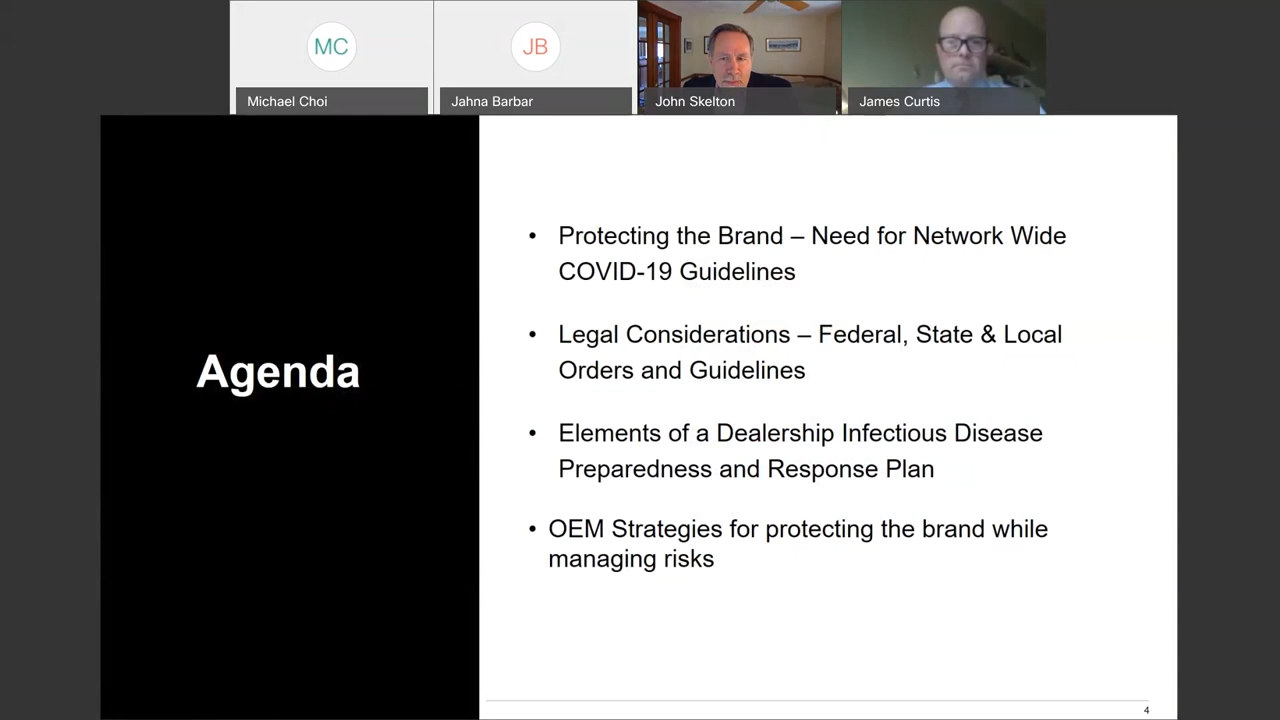 MC
JB
Michael Choi
Jahna Barbar
John Skelton
James Curtis
Agenda
• Protecting the Brand – Need for Network Wide
COVID-19 Guidelines
• Legal Considerations – Federal, State & Local
Orders and Guidelines
• Elements of a Dealership Infectious Disease
Preparedness and Response Plan
• OEM Strategies for protecting the brand while
managing risks
4